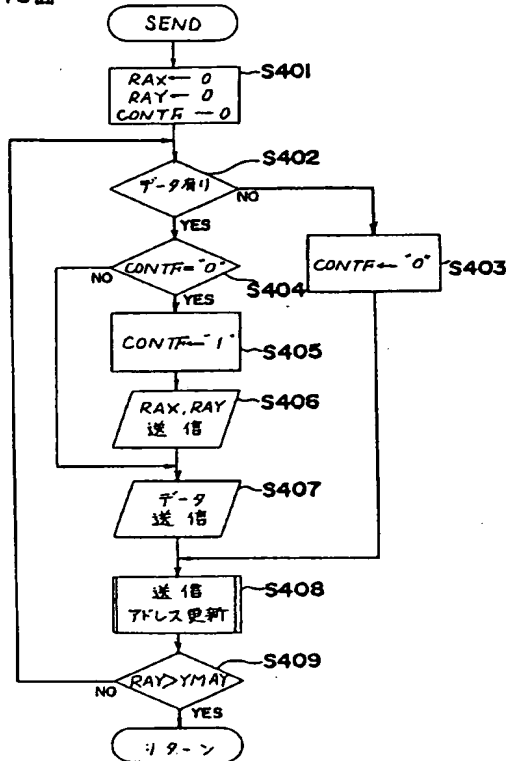 SEND
RAX ← 0
RAY ← 0
CONTF ← 0
S401
S402
データ有り
NO
YES
CONTF="0"
NO
S404
YES
CONTF←"0"
S403
CONTF←"1"
S405
RAX, RAY
送信
S406
データ
送信
S407
送信
アドレス更新
S408
S409
RAY>YMAY
NO
YES
リターン